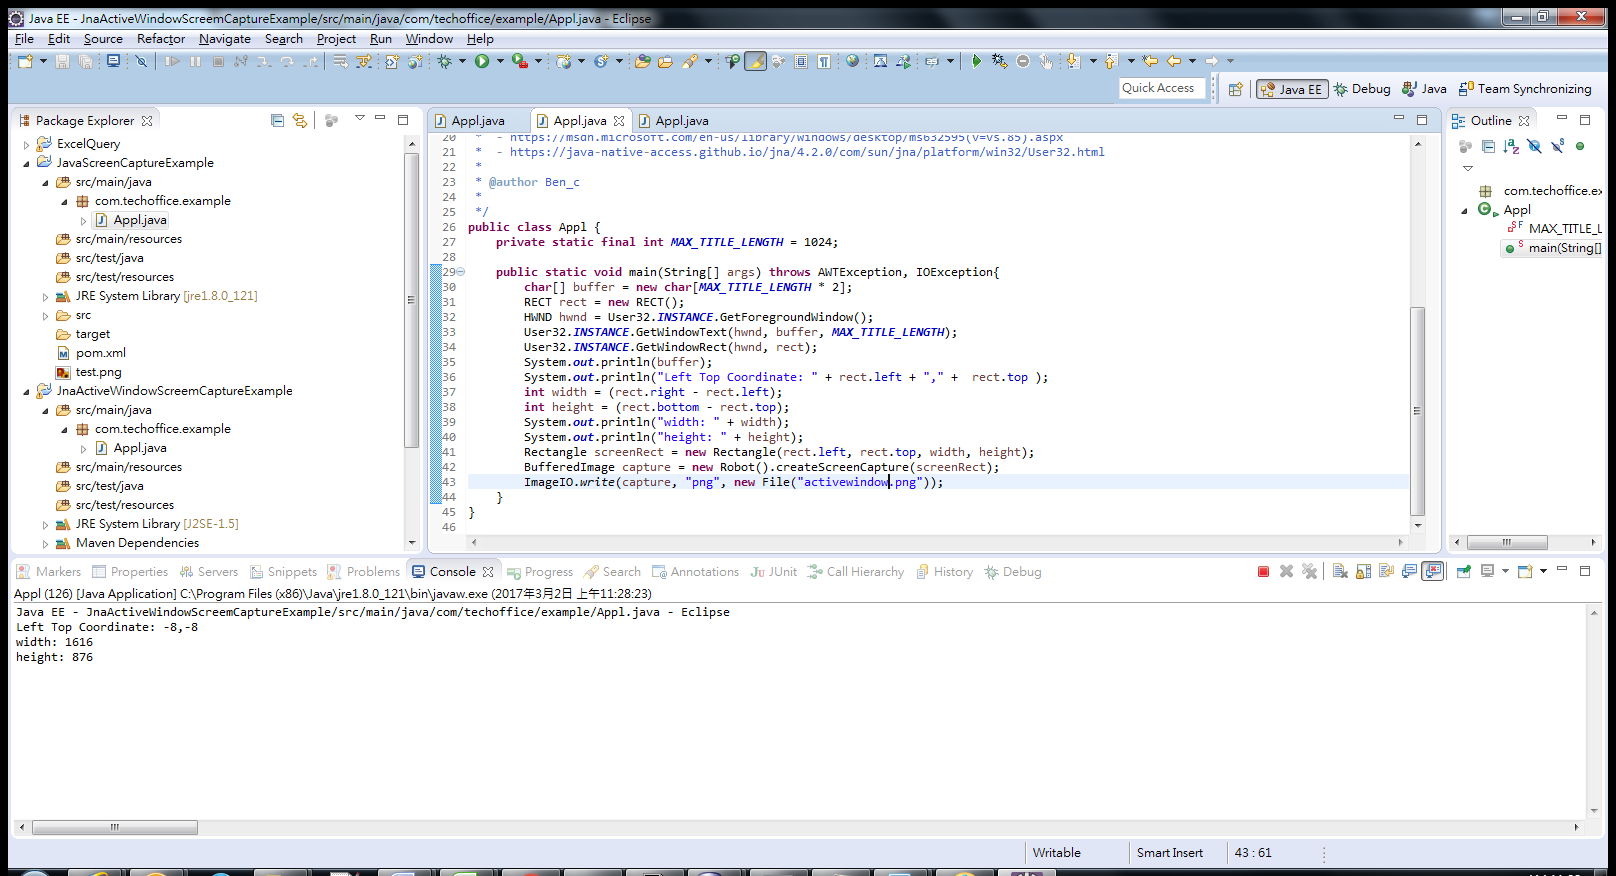 Java EE - JnaActiveWindowScreemCaptureExample/src/main/java/com/techoffice/example/Appl.java - Eclipse
File Edit Source Refactor Navigate Search Project Run Window Help
Quick Access
Java EE Debug Java Team Synchronizing
Package Explorer
ExcelQuery
JavaScreenCaptureExample
src/main/java
com.techoffice.example
Appl.java
src/main/resources
src/test/java
src/test/resources
JRE System Library [jre1.8.0_121]
src
target
pom.xml
test.png
JnaActiveWindowScreemCaptureExample
src/main/java
com.techoffice.example
Appl.java
src/main/resources
src/test/java
src/test/resources
JRE System Library [J2SE-1.5]
Maven Dependencies
Appl.java Appl.java Appl.java
20 * - https://msdn.microsoft.com/en-us/library/windows/desktop/ms632595(v=vs.85).aspx
21 * - https://java-native-access.github.io/jna/4.2.0/com/sun/jna/platform/win32/User32.html
22 *
23 * @author Ben_c
24 *
25 */
26 public class Appl {
27 private static final int MAX_TITLE_LENGTH = 1024;
28
29 public static void main(String[] args) throws AWTException, IOException{
30 char[] buffer = new char[MAX_TITLE_LENGTH * 2];
31 RECT rect = new RECT();
32 HWND hwnd = User32.INSTANCE.GetForegroundWindow();
33 User32.INSTANCE.GetWindowText(hwnd, buffer, MAX_TITLE_LENGTH);
34 User32.INSTANCE.GetWindowRect(hwnd, rect);
35 System.out.println(buffer);
36 System.out.println("Left Top Coordinate: " + rect.left + "," + rect.top );
37 int width = (rect.right - rect.left);
38 int height = (rect.bottom - rect.top);
39 System.out.println("width: " + width);
40 System.out.println("height: " + height);
41 Rectangle screenRect = new Rectangle(rect.left, rect.top, width, height);
42 BufferedImage capture = new Robot().createScreenCapture(screenRect);
43 ImageIO.write(capture, "png", new File("activewindow.png"));
44 }
45 }
46
Outline
com.techoffice.ex
Appl
MAX_TITLE_L
main(String[]
Markers Properties Servers Snippets Problems Console Progress Search Annotations JUnit Call Hierarchy History Debug
Appl (126) [Java Application] C:\Program Files (x86)\Java\jre1.8.0_121\bin\javaw.exe (2017年3月2日 上午11:28:23)
Java EE - JnaActiveWindowScreemCaptureExample/src/main/java/com/techoffice/example/Appl.java - Eclipse
Left Top Coordinate: -8,-8
width: 1616
height: 876
Writable Smart Insert 43 : 61